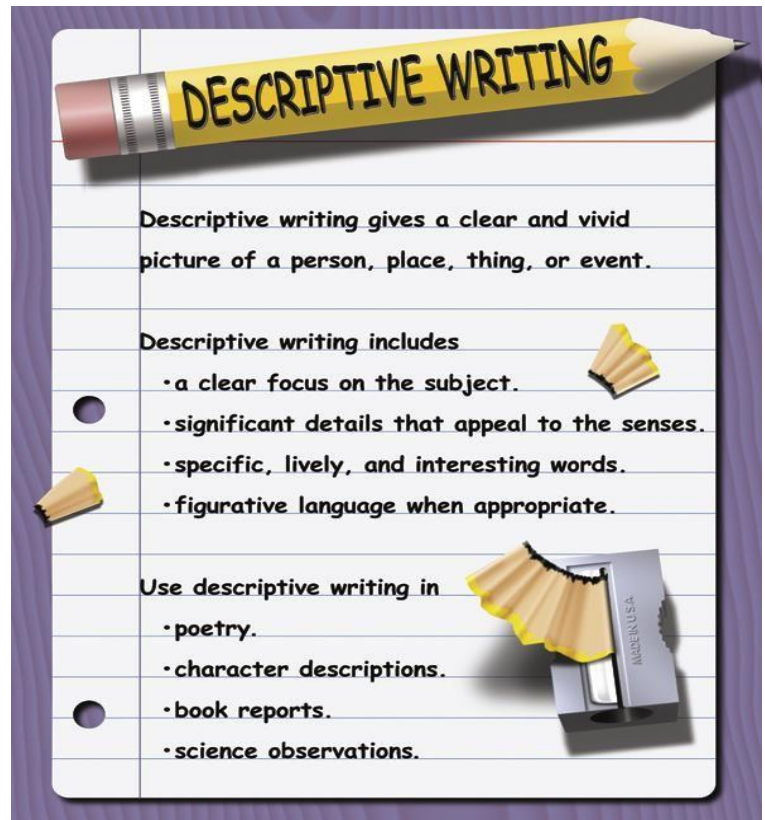 DESCRIPTIVE WRITING
Descriptive writing gives a clear and vivid
picture of a person, place, thing, or event.
Descriptive writing includes
•a clear focus on the subject.
•significant details that appeal to the senses.
•specific, lively, and interesting words.
•figurative language when appropriate.
Use descriptive writing in
•poetry.
•character descriptions.
•book reports.
•science observations.
MADE IN U.S.A.